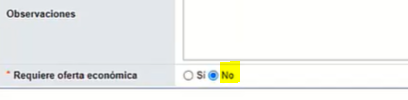 Observaciones
* Requiere oferta económica Sí No